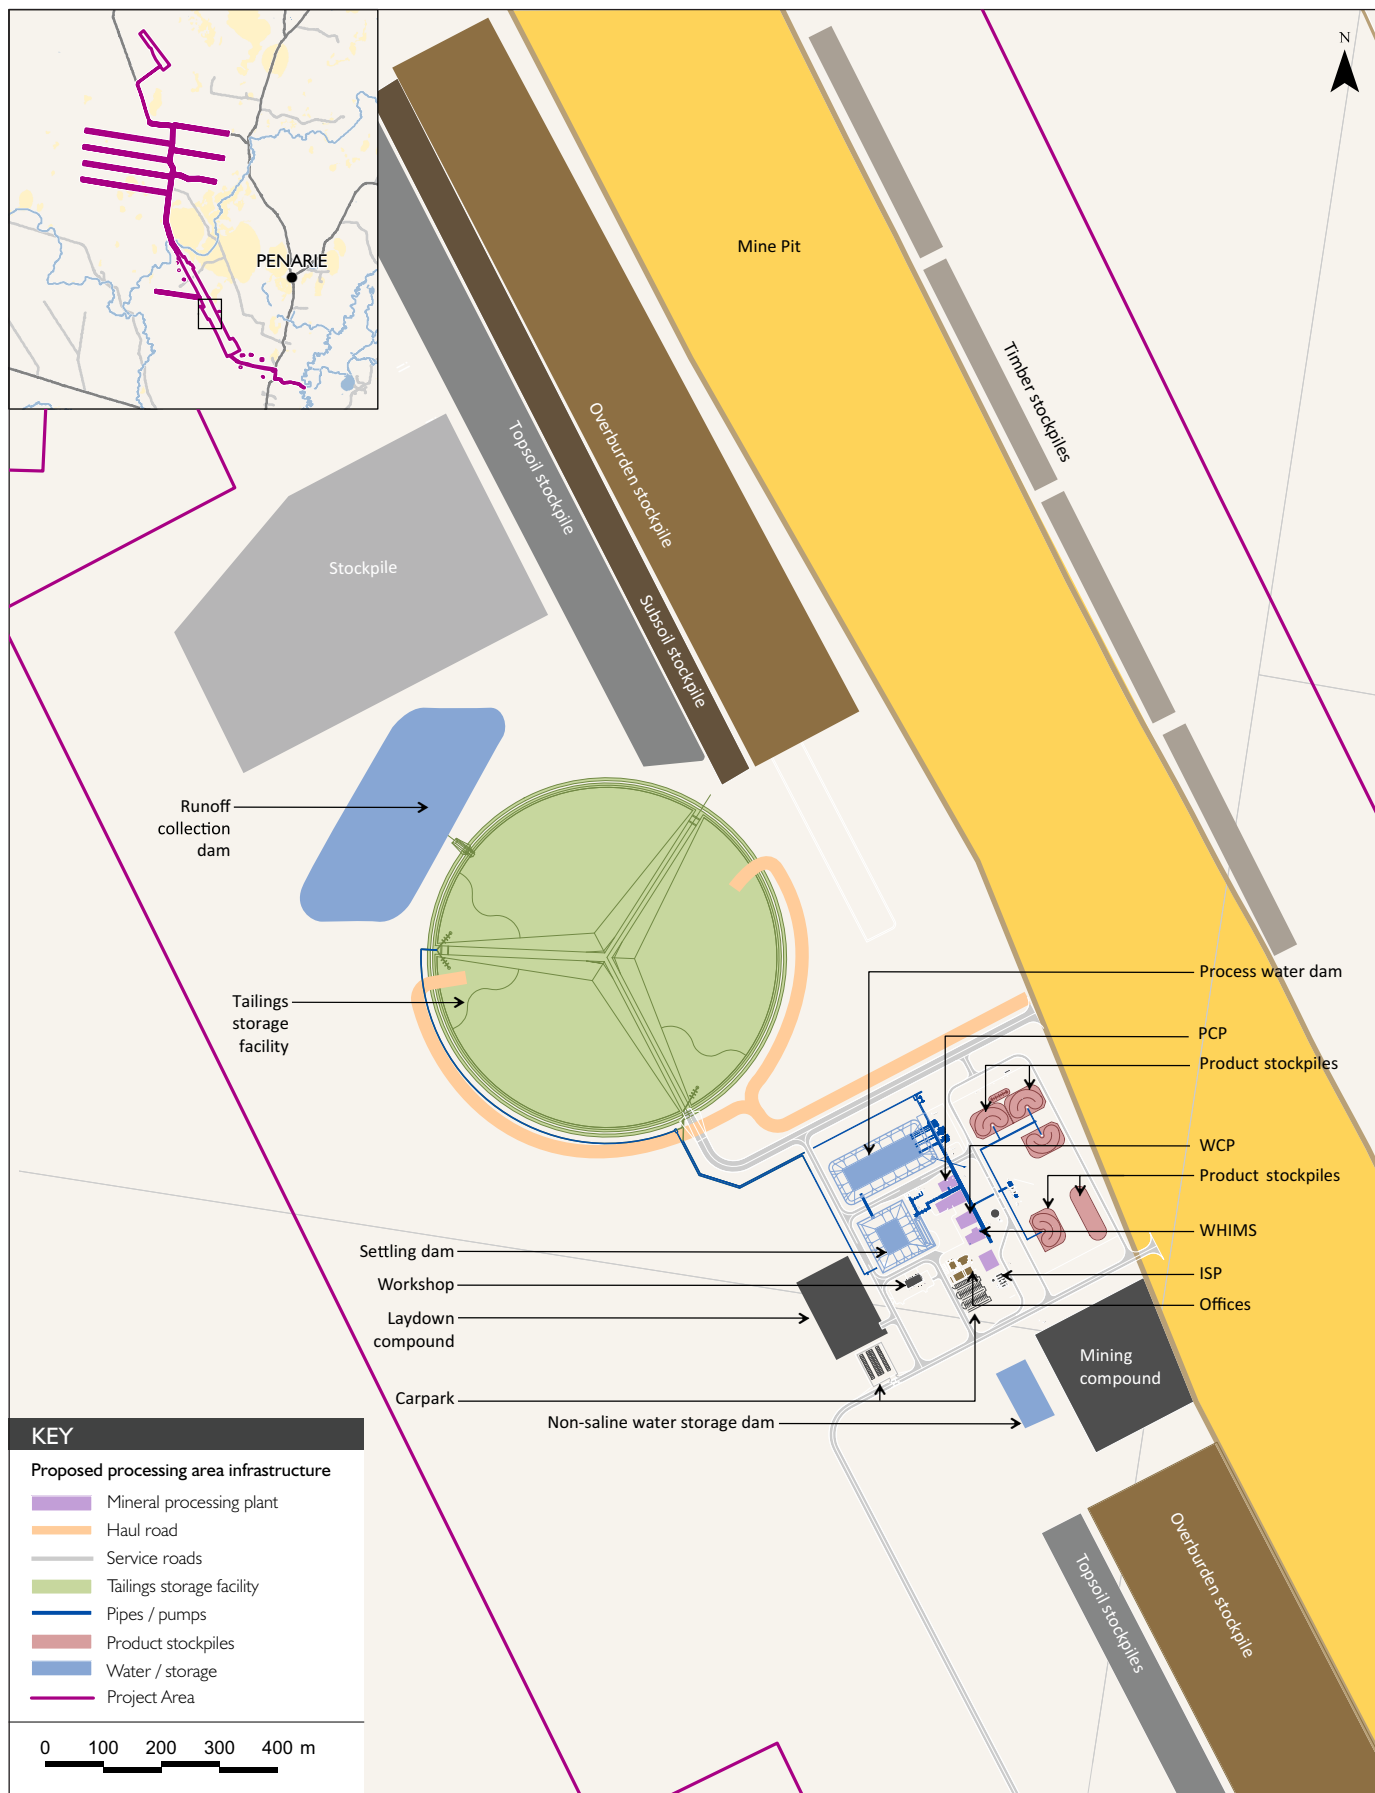 N
PENARIE
Mine Pit
Timber stockpiles
Overburden stockpile
Topsoil stockpile
Subsoil stockpile
Stockpile
Runoff
collection
dam
Tailings
storage
facility
Process water dam
PCP
Product stockpiles
WCP
Product stockpiles
WHIMS
ISP
Offices
Settling dam
Workshop
Laydown
compound
Carpark
Non-saline water storage dam
Mining
compound
Overburden stockpile
Topsoil stockpiles
KEY
Proposed processing area infrastructure
Mineral processing plant
Haul road
Service roads
Tailings storage facility
Pipes / pumps
Product stockpiles
Water / storage
Project Area
0 100 200 300 400 m